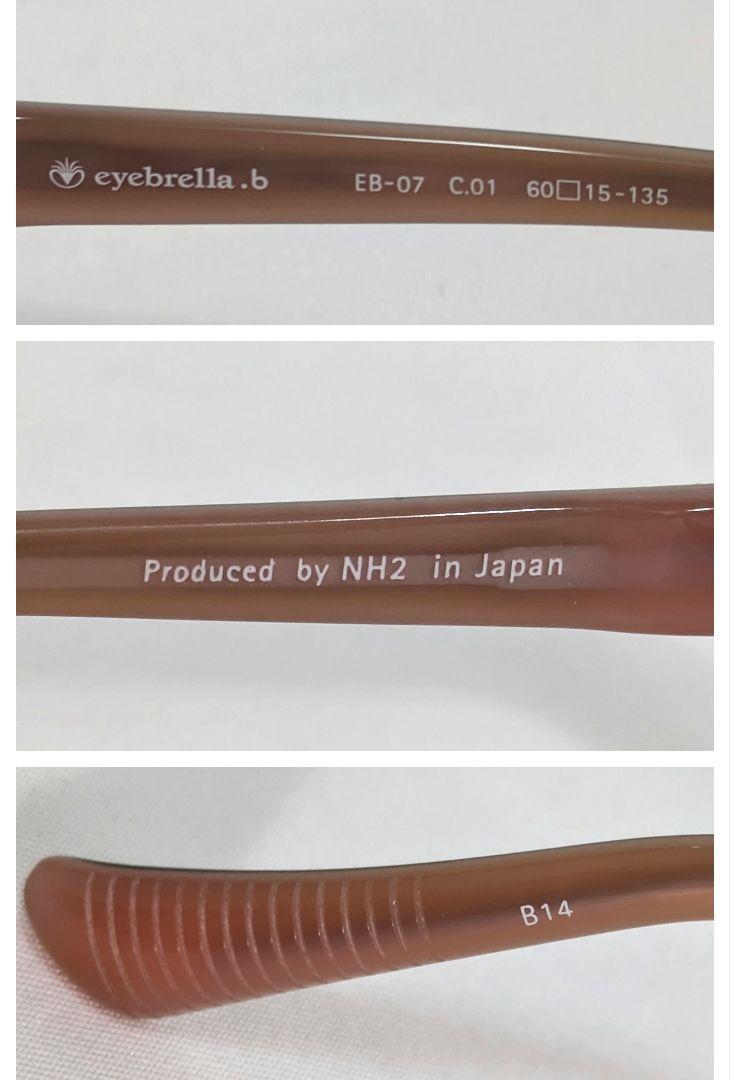 eyebrella.b EB-07 C.01 60□15-135
Produced by NH2 in Japan
B14